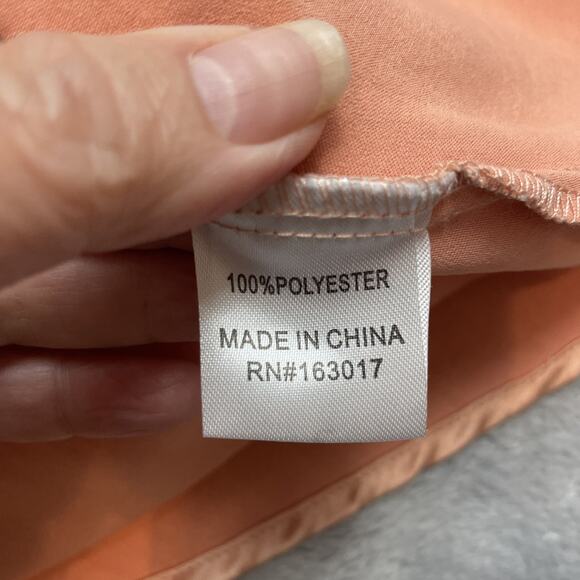 100%POLYESTER
MADE IN CHINA
RN#163017